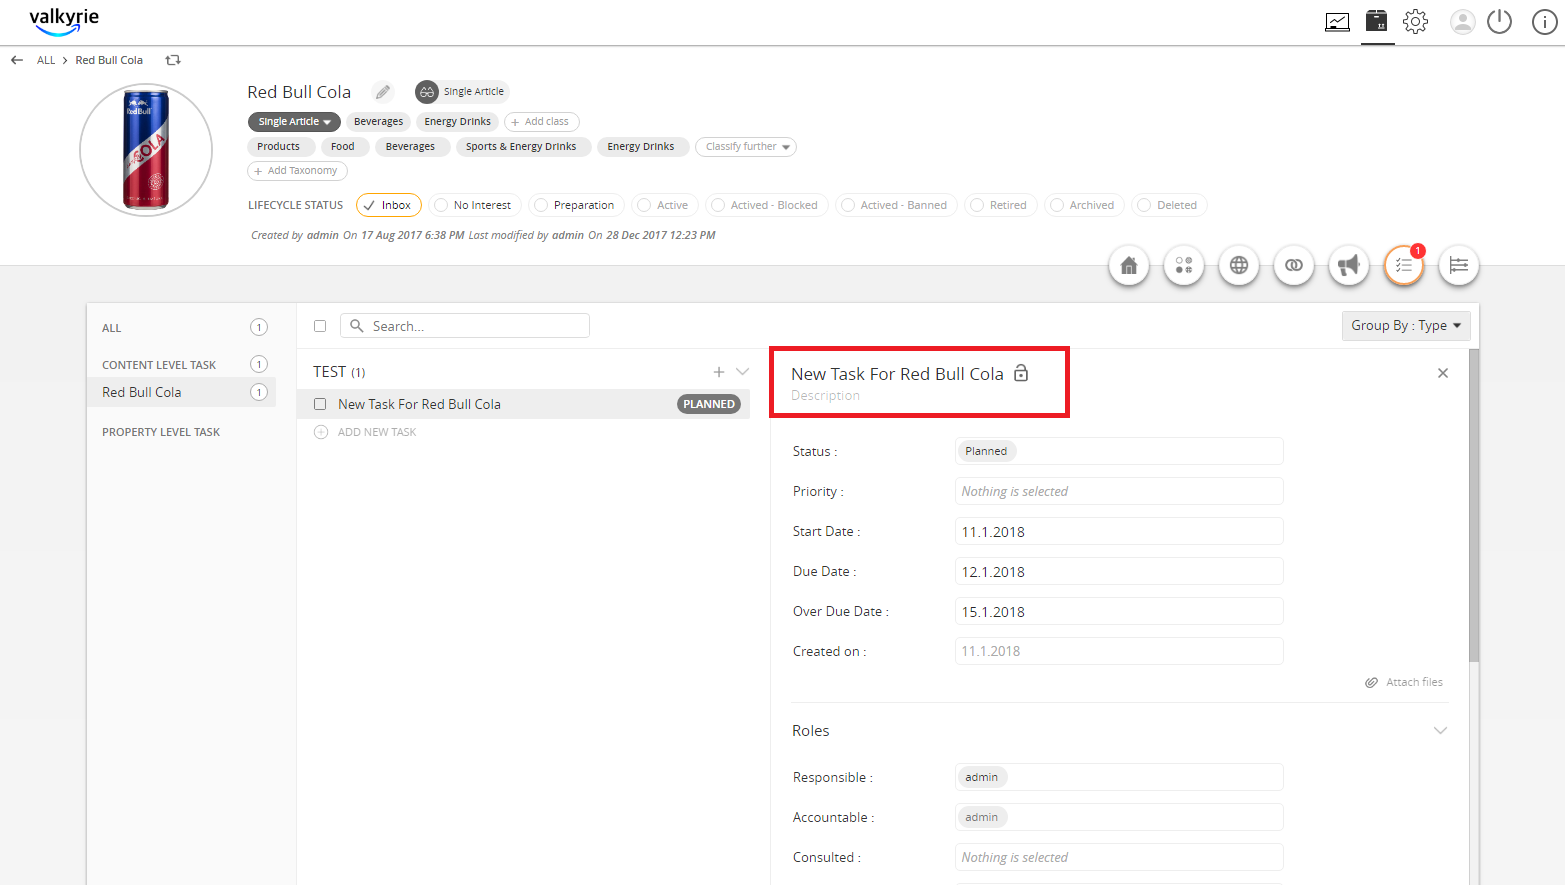 valkyrie
ALL > Red Bull Cola
Red Bull
COLA
Red Bull Cola
Single Article
Single Article
Beverages
Energy Drinks
+ Add class
Products
Food
Beverages
Sports & Energy Drinks
Energy Drinks
Classify further
+ Add Taxonomy
LIFECYCLE STATUS
Inbox
No Interest
Preparation
Active
Actived - Blocked
Actived - Banned
Retired
Archived
Deleted
Created by admin On 17 Aug 2017 6:38 PM Last modified by admin On 28 Dec 2017 12:23 PM
1
ALL
1
CONTENT LEVEL TASK
1
Red Bull Cola
1
PROPERTY LEVEL TASK
Search...
Group By : Type
TEST (1)
New Task For Red Bull Cola
PLANNED
ADD NEW TASK
New Task For Red Bull Cola
Description
Status :
Planned
Priority :
Nothing is selected
Start Date :
11.1.2018
Due Date :
12.1.2018
Over Due Date :
15.1.2018
Created on :
11.1.2018
Attach files
Roles
Responsible :
admin
Accountable :
admin
Consulted :
Nothing is selected